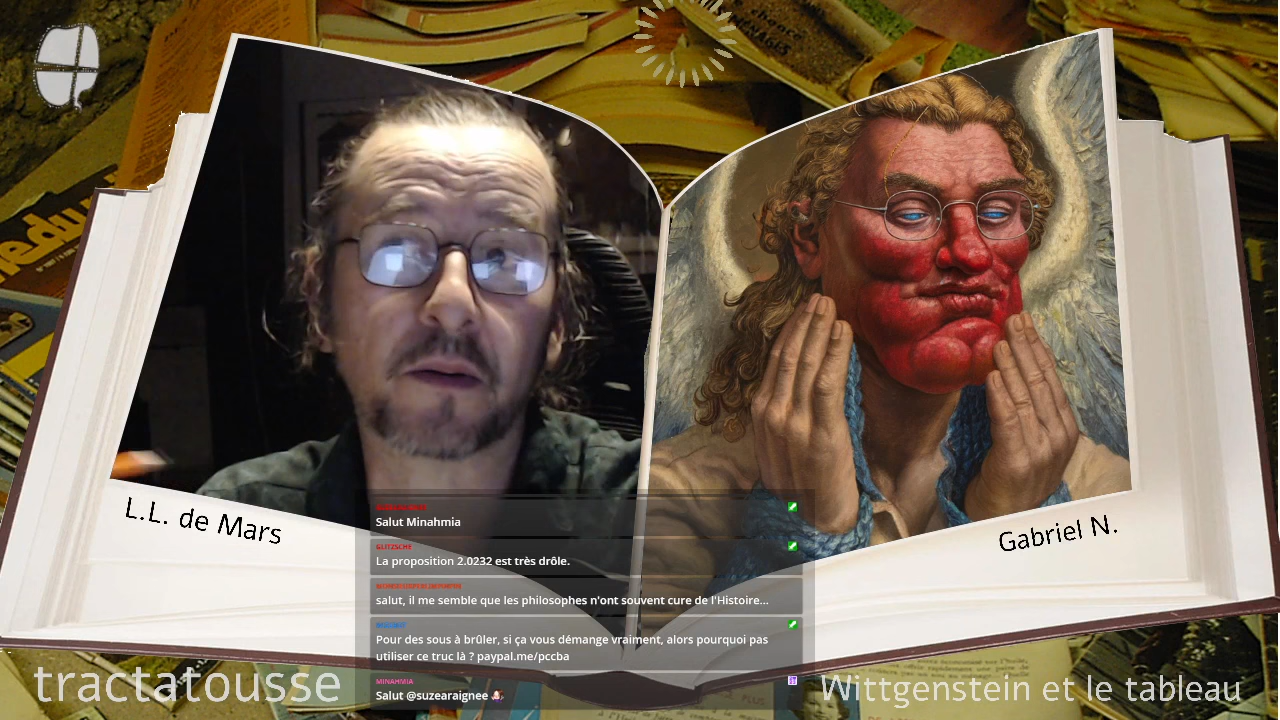 L.L. de Mars
Gabriel N.
Salut Minahmia
GLITZSCHE
La proposition 2.0232 est très drôle.
salut, il me semble que les philosophes n'ont souvent cure de l'Histoire...
Pour des sous à brûler, si ça vous démange vraiment, alors pourquoi pas
utiliser ce truc là ? paypal.me/pccba
MINAHMIA
Salut @suzearaignee
tractatousse
Wittgenstein et le tableau